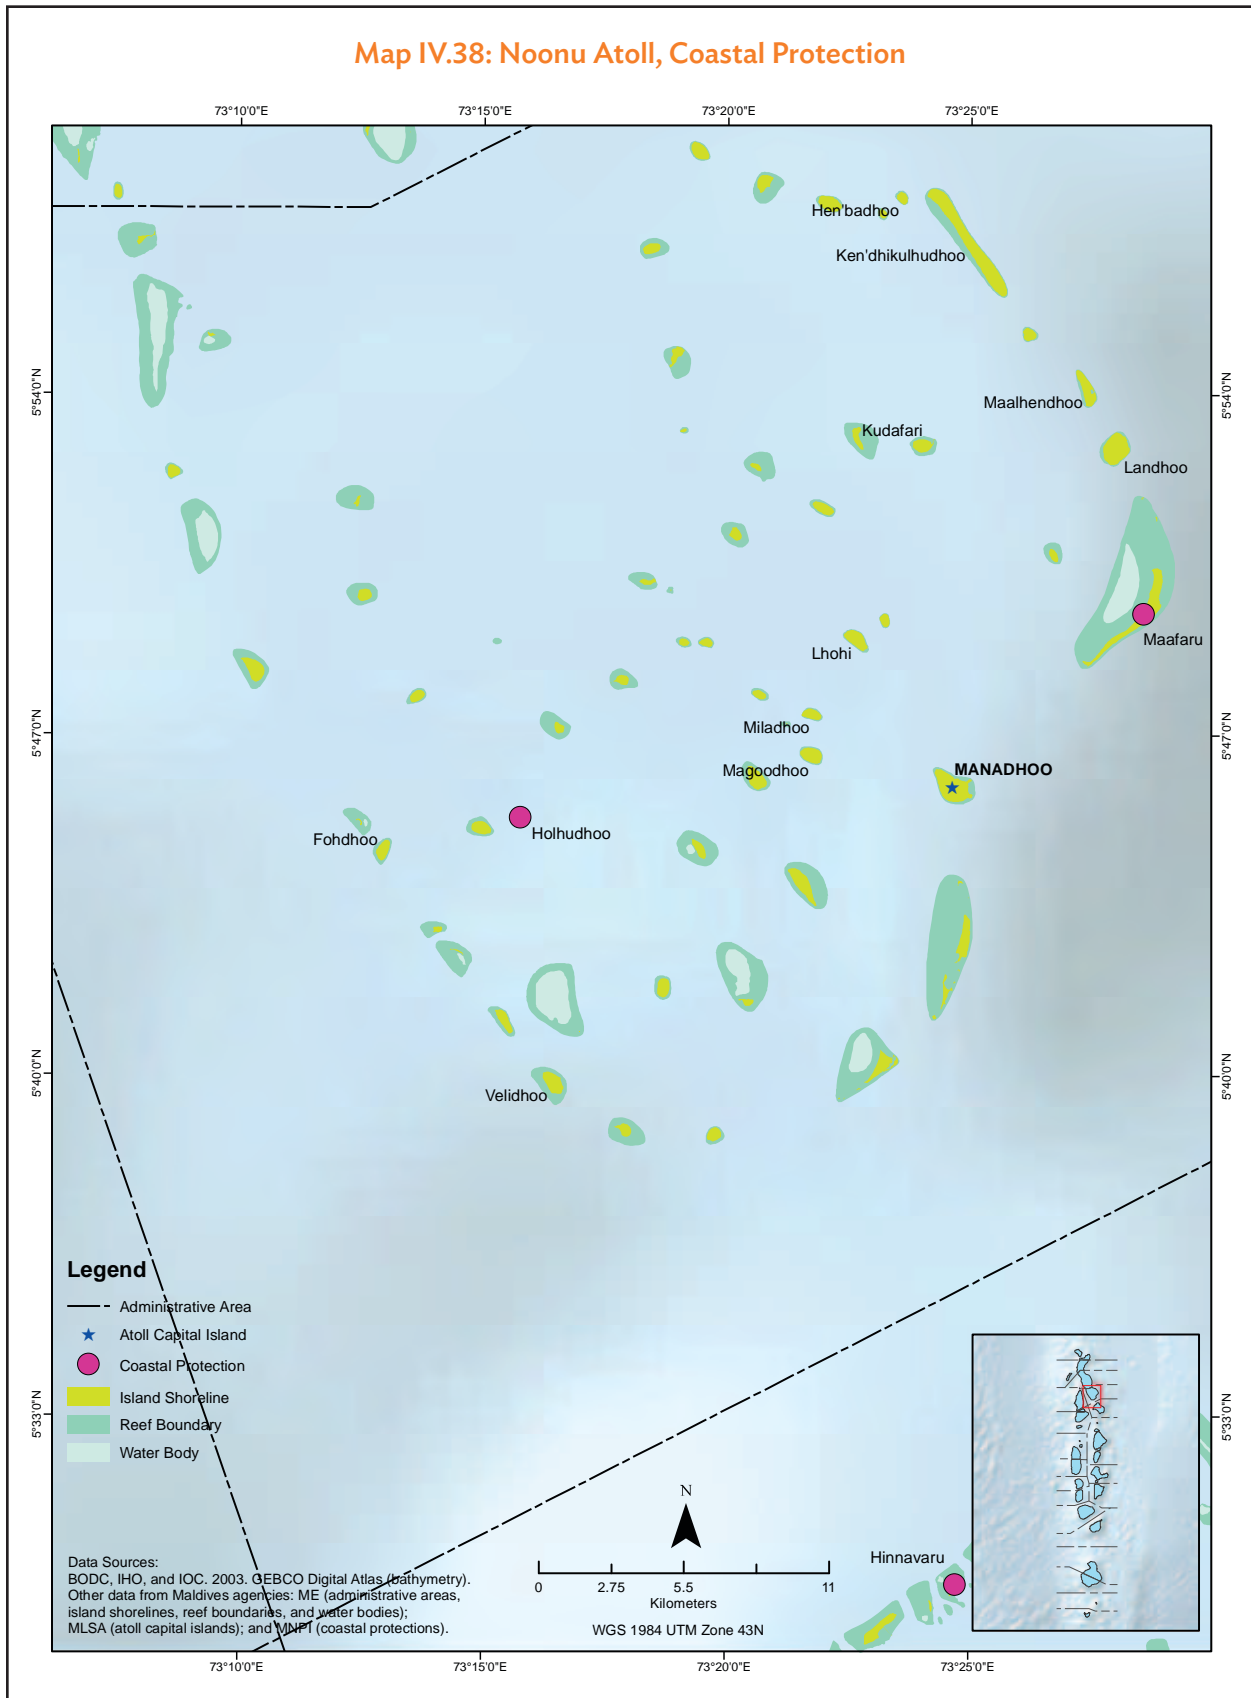 Map IV.38: Noonu Atoll, Coastal Protection
73°10'0"E
73°15'0"E
73°20'0"E
73°25'0"E
Hen'badhoo
Ken'dhikulhudhoo
5°54'0"N
5°54'0"N
Maalhendhoo
Kudafari
Landhoo
Maafaru
Lhohi
5°47'0"N
5°47'0"N
Miladhoo
Magoodhoo
MANADHOO
Holhudhoo
Fohdhoo
5°40'0"N
5°40'0"N
Velidhoo
Legend
Administrative Area
Atoll Capital Island
Coastal Protection
Island Shoreline
Reef Boundary
Water Body
5°33'0"N
5°33'0"N
N
0
2.75
5.5
11
Kilometers
WGS 1984 UTM Zone 43N
Hinnavaru
Data Sources:
BODC, IHO, and IOC. 2003. GEBCO Digital Atlas (bathymetry).
Other data from Maldives agencies: ME (administrative areas,
island shorelines, reef boundaries, and water bodies);
MLSA (atoll capital islands); and MNPI (coastal protections).
73°10'0"E
73°15'0"E
73°20'0"E
73°25'0"E